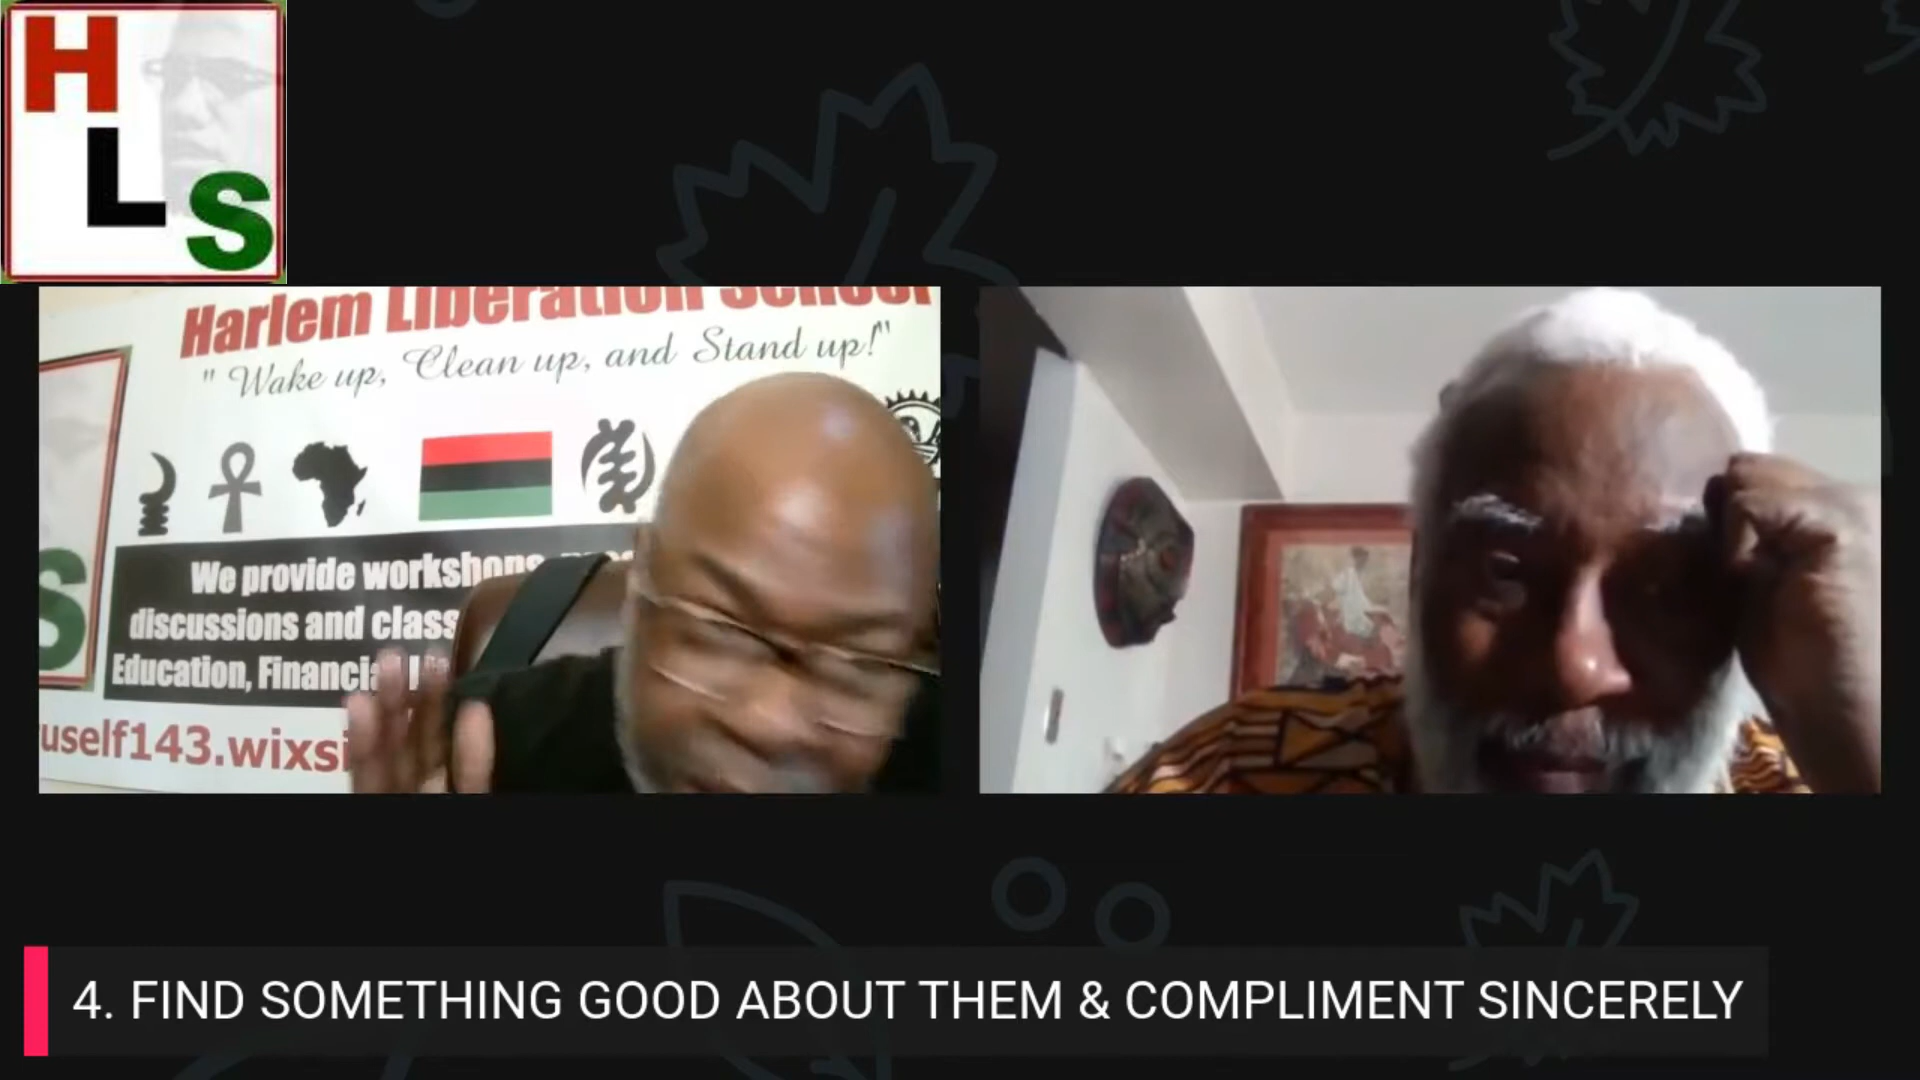 H
L
S
Harlem Liberation School
" Wake up, Clean up, and Stand up!"
We provide workshops,
discussions and class
Education, Financial
uself143.wixsi
4. FIND SOMETHING GOOD ABOUT THEM & COMPLIMENT SINCERELY